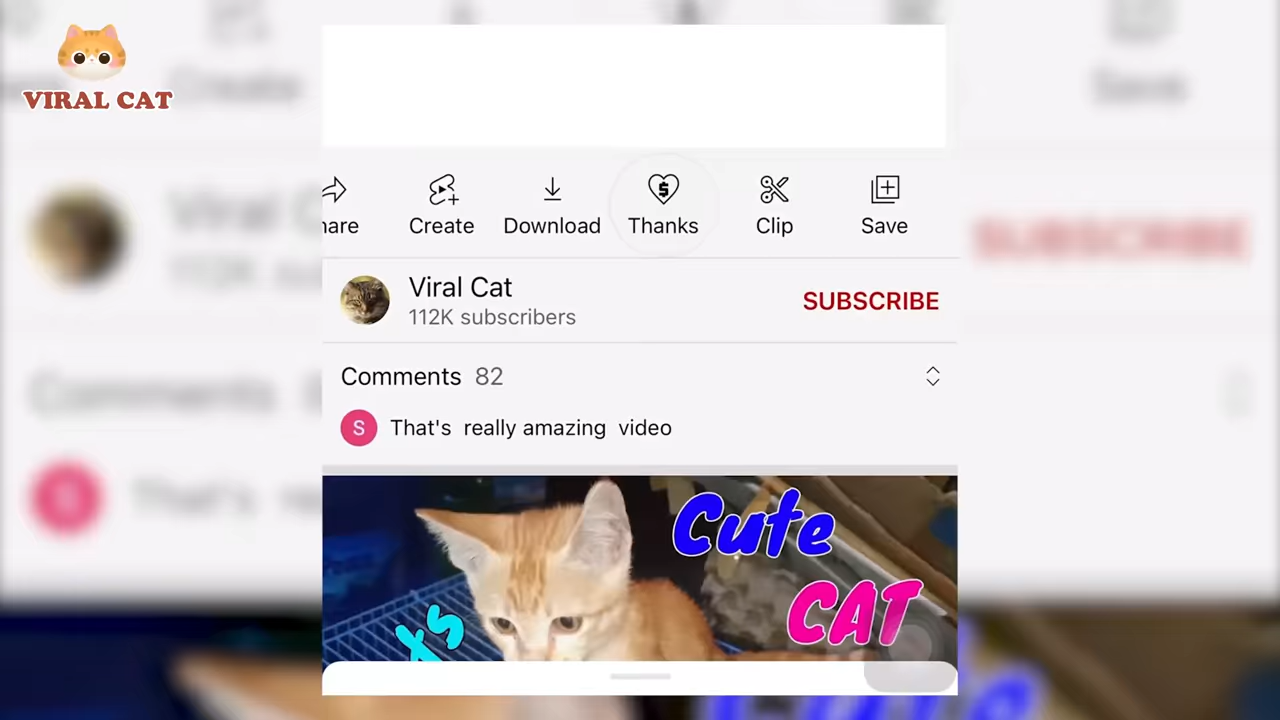 VIRAL CAT
hare Create Download Thanks Clip Save
Viral Cat
112K subscribers
SUBSCRIBE
Comments 82
S That's really amazing video
Cute
CAT
ts